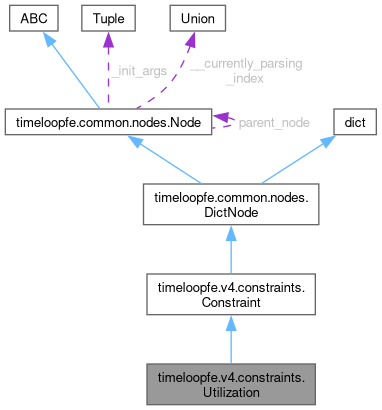 ABC
Tuple
Union
_init_args
__currently_parsing
_index
timeloopfe.common.nodes.Node
parent_node
dict
timeloopfe.common.nodes.
DictNode
timeloopfe.v4.constraints.
Constraint
timeloopfe.v4.constraints.
Utilization